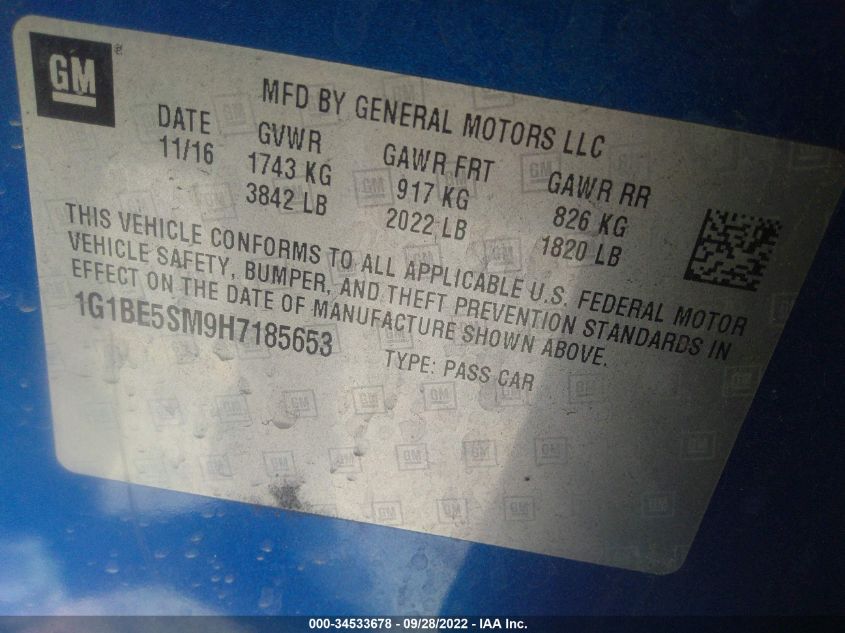 GM ®
MFD BY GENERAL MOTORS LLC
DATE GVWR GAWR FRT GAWR RR
11/16 1743 KG 917 KG 826 KG
3842 LB 2022 LB 1820 LB
THIS VEHICLE CONFORMS TO ALL APPLICABLE U.S. FEDERAL MOTOR
VEHICLE SAFETY, BUMPER, AND THEFT PREVENTION STANDARDS IN
EFFECT ON THE DATE OF MANUFACTURE SHOWN ABOVE.
1G1BE5SM9H7185653 TYPE: PASS CAR
000-34533678 - 09/28/2022 - IAA Inc.